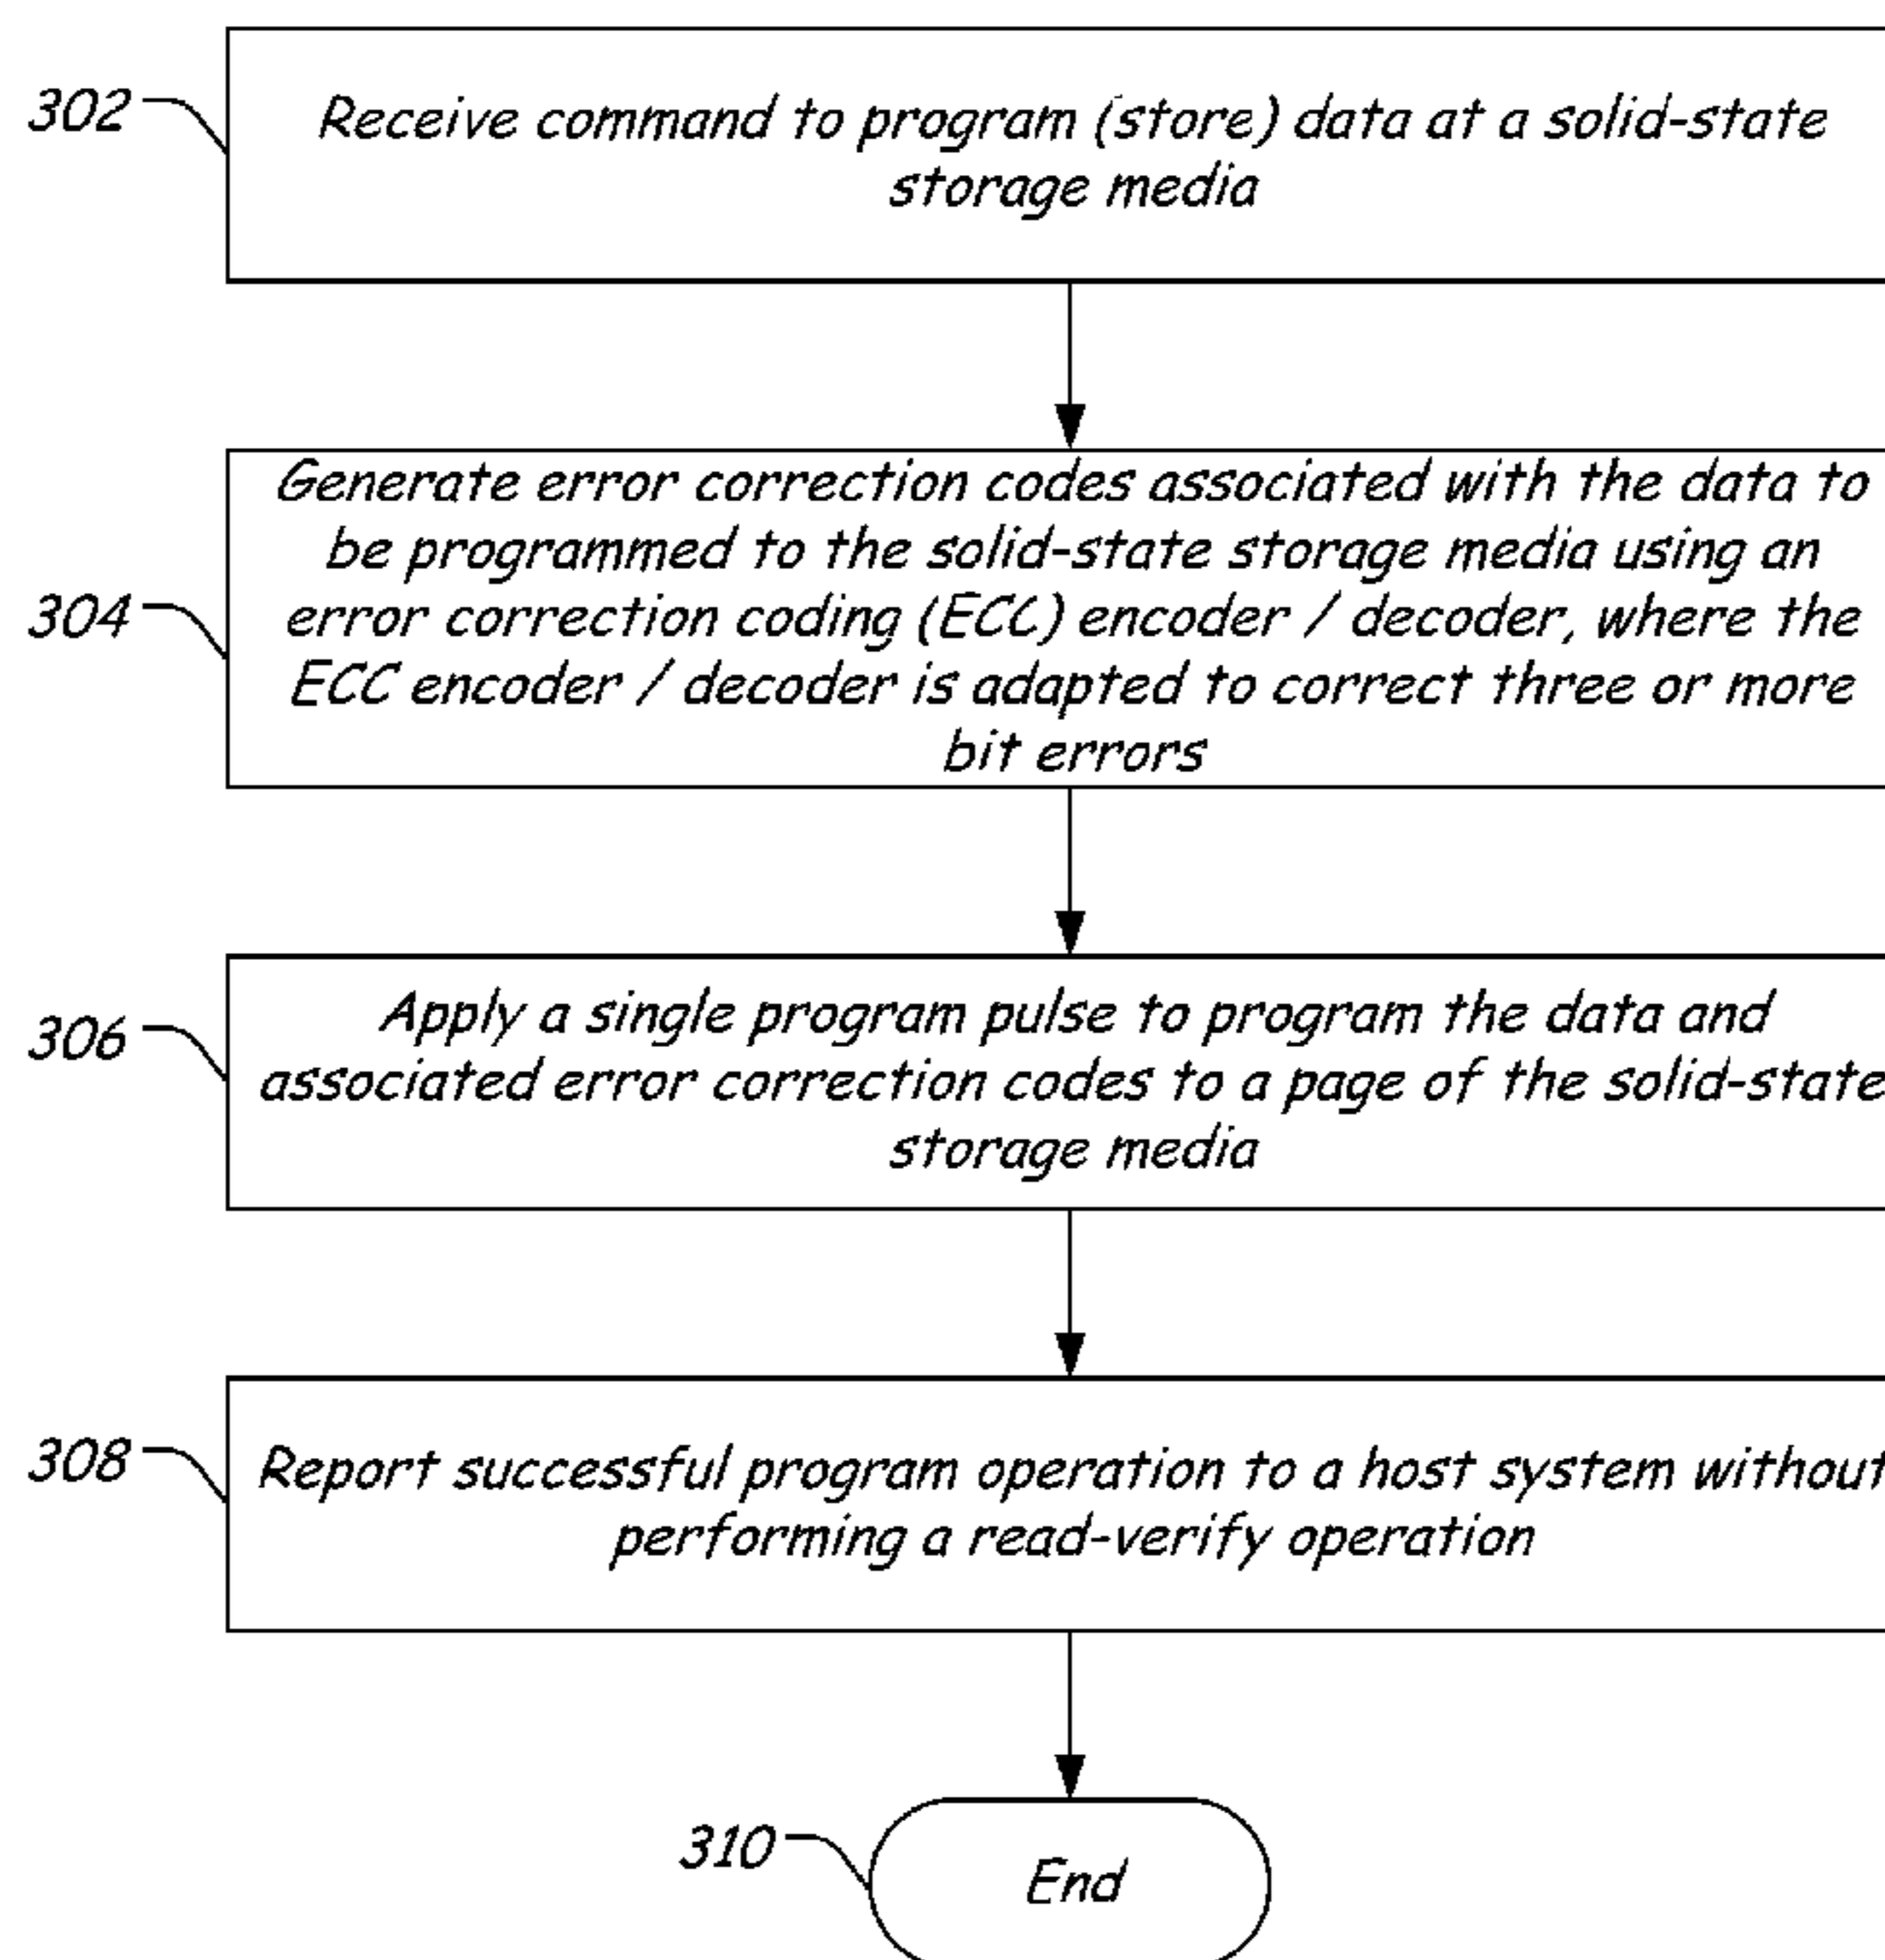 302
Receive command to program (store) data at a solid-state
storage media
Generate error correction codes associated with the data to
be programmed to the solid-state storage media using an
304
error correction coding (ECC) encoder / decoder, where the
ECC encoder / decoder is adapted to correct three or more
bit errors
306
Apply a single program pulse to program the data and
associated error correction codes to a page of the solid-state
storage media
308
Report successful program operation to a host system without
performing a read-verify operation
310
End